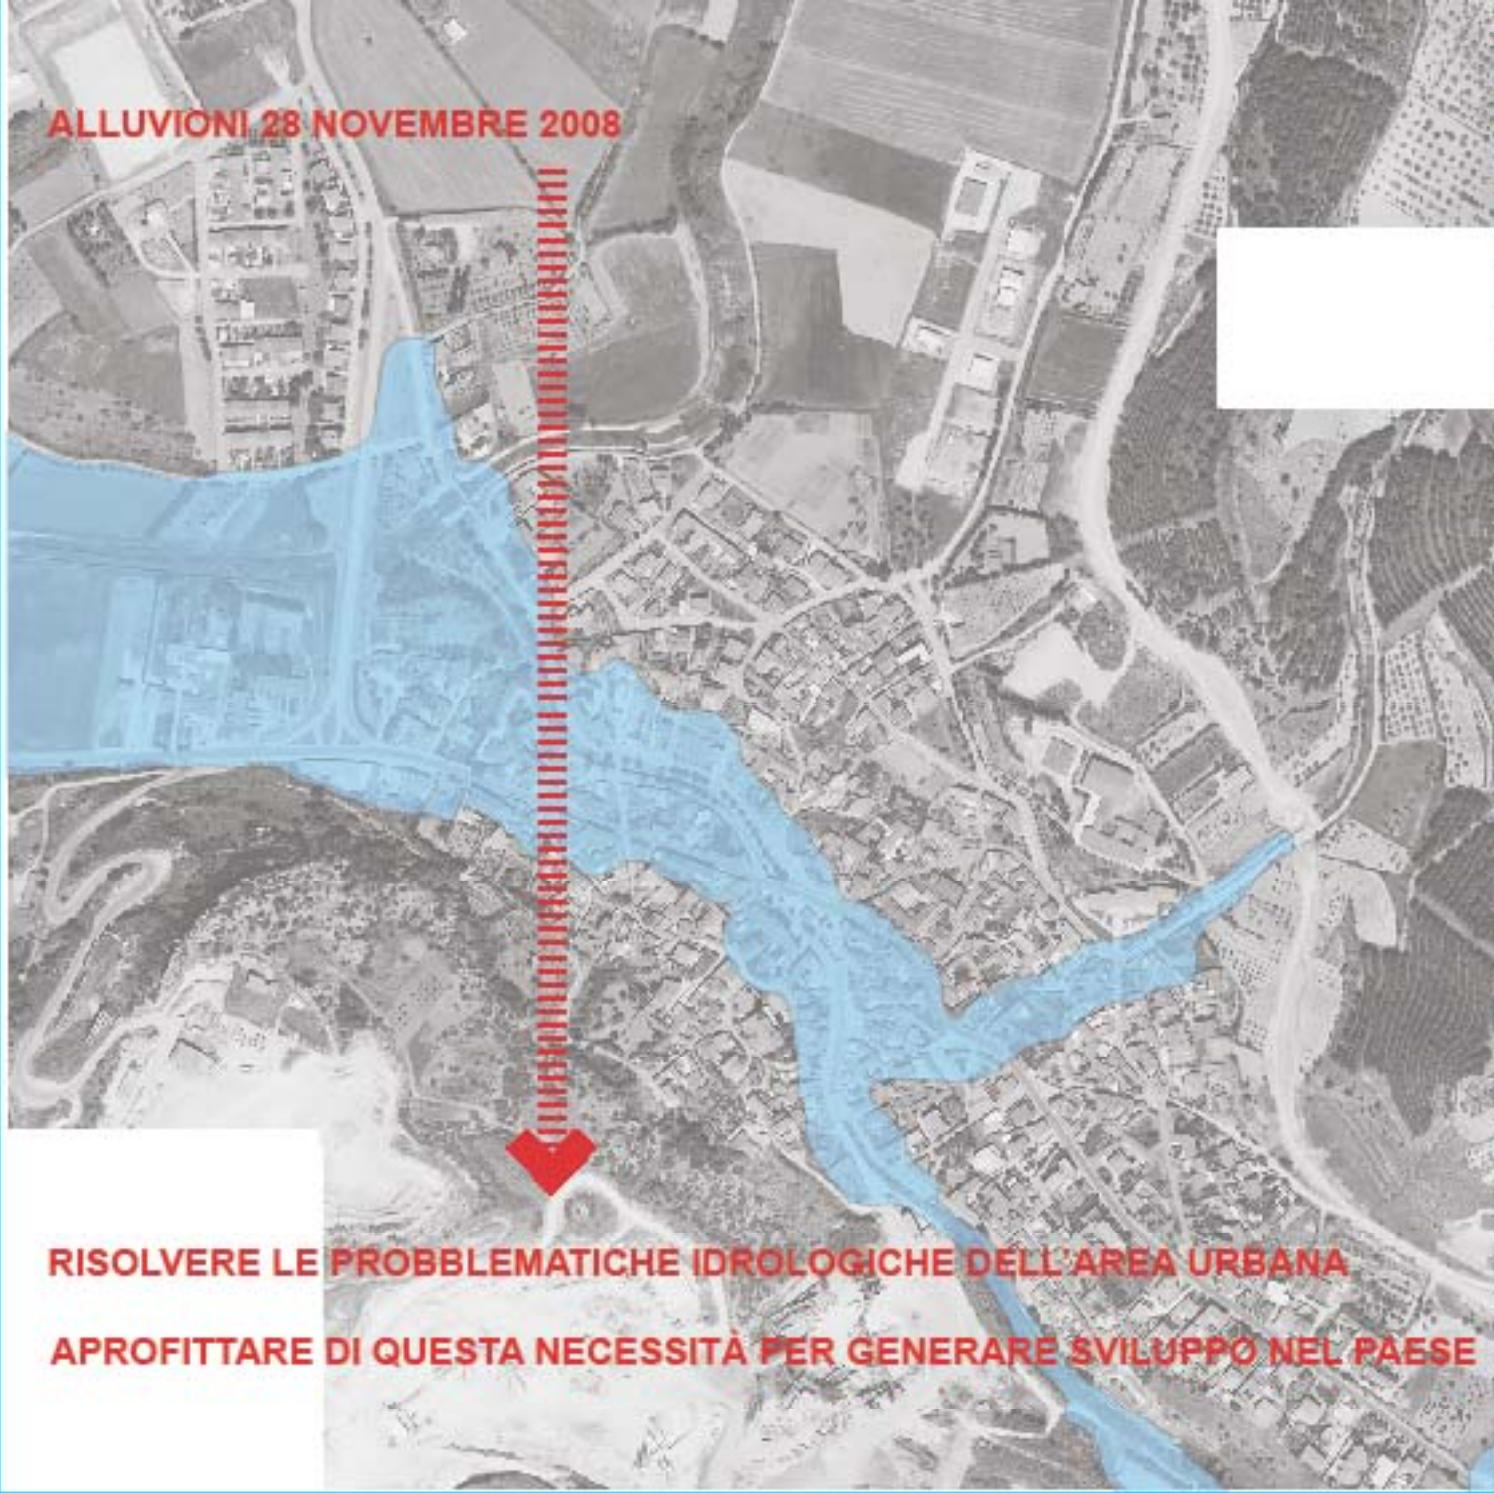 ALLUVIONI 28 NOVEMBRE 2008
RISOLVERE LE PROBBLEMATICHE IDROLOGICHE DELL'AREA URBANA
APROFITTARE DI QUESTA NECESSITÀ PER GENERARE SVILUPPO NEL PAESE